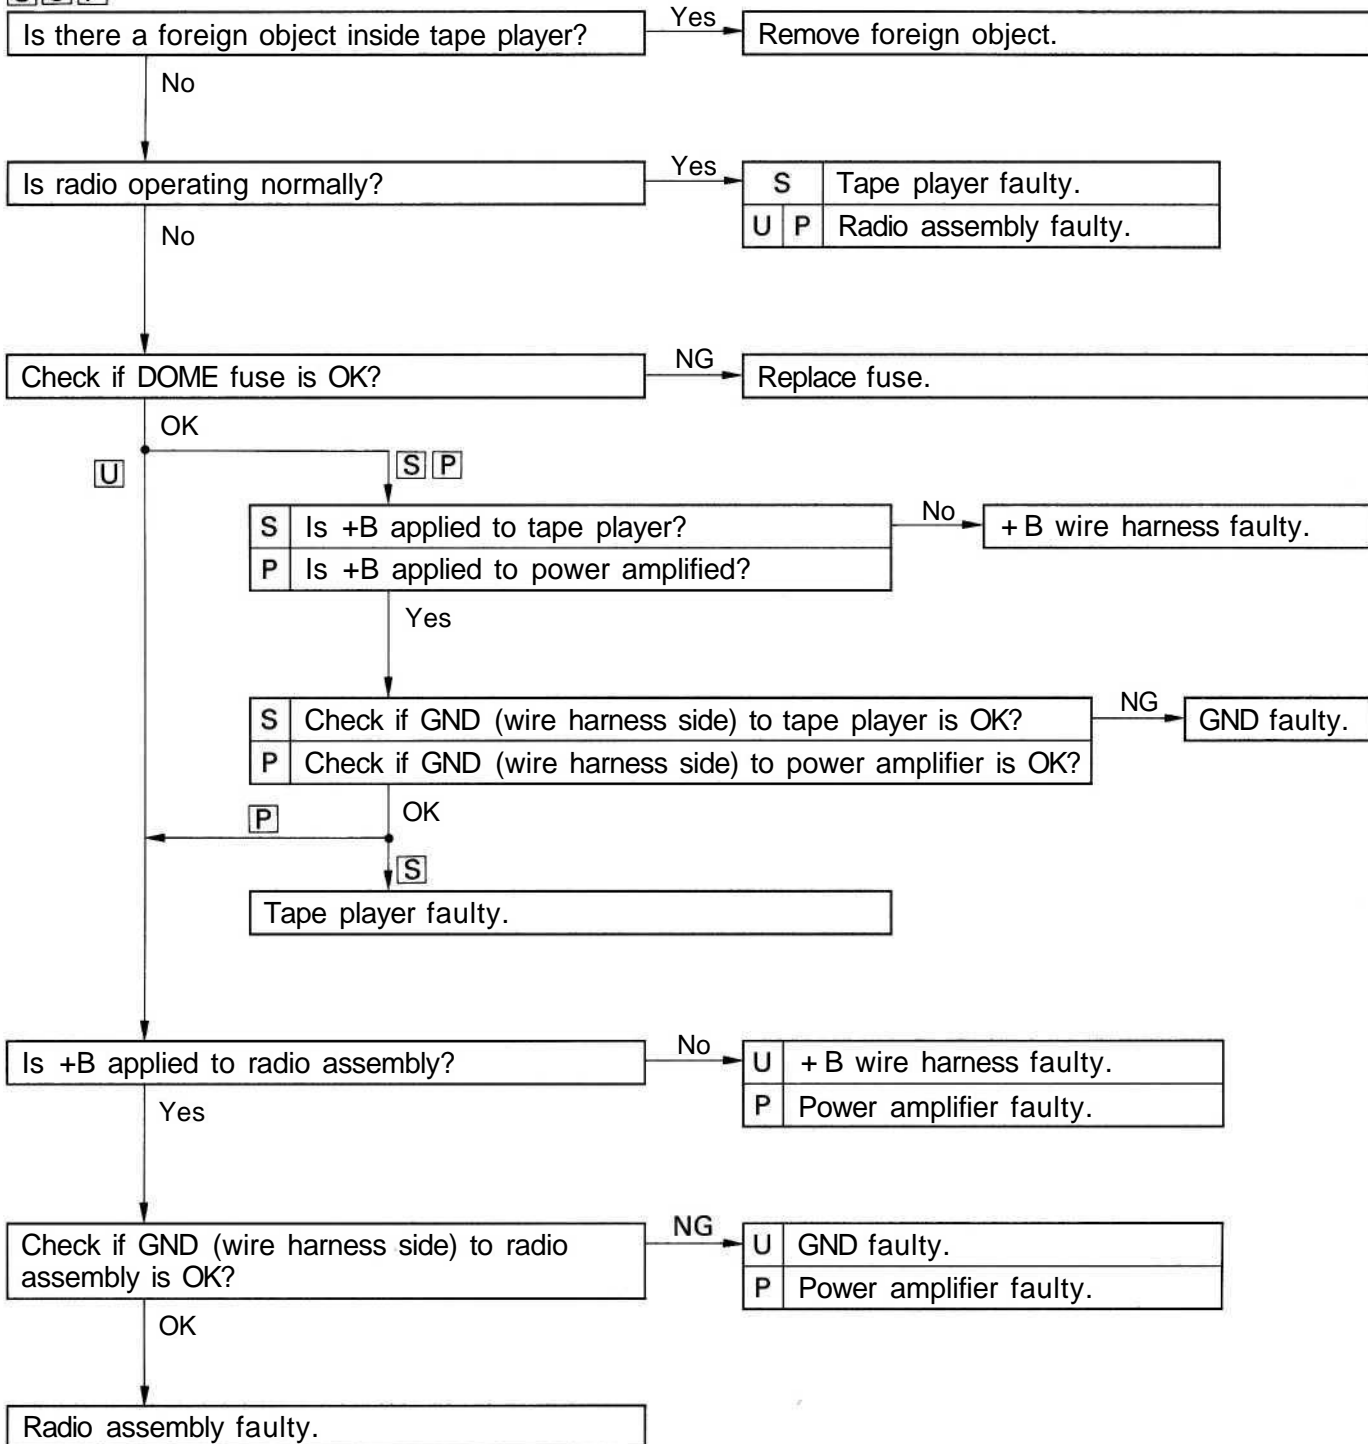 Is there a foreign object inside tape player?
Yes
Remove foreign object.
No
Is radio operating normally?
Yes
S Tape player faulty.
U P Radio assembly faulty.
No
Check if DOME fuse is OK?
NG
Replace fuse.
OK
U
S P
S Is +B applied to tape player?
P Is +B applied to power amplified?
No
+ B wire harness faulty.
Yes
S Check if GND (wire harness side) to tape player is OK?
P Check if GND (wire harness side) to power amplifier is OK?
NG
GND faulty.
OK
P
S
Tape player faulty.
Is +B applied to radio assembly?
No
U + B wire harness faulty.
P Power amplifier faulty.
Yes
Check if GND (wire harness side) to radio
assembly is OK?
NG
U GND faulty.
P Power amplifier faulty.
OK
Radio assembly faulty.